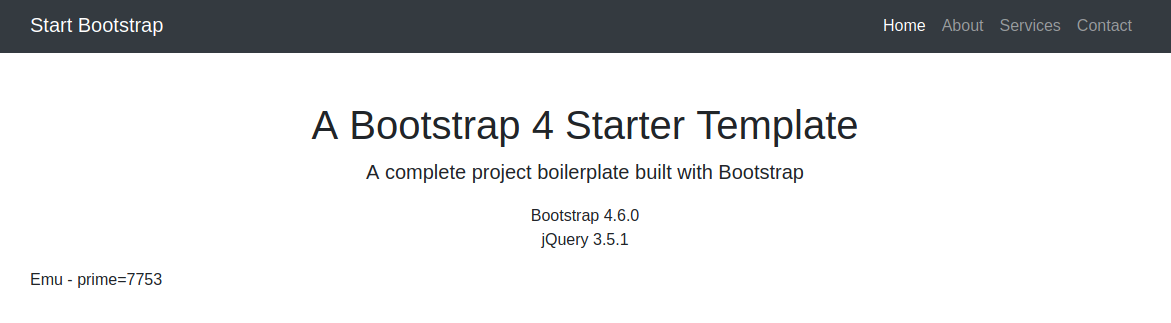 Start Bootstrap Home About Services Contact
A Bootstrap 4 Starter Template
A complete project boilerplate built with Bootstrap
Bootstrap 4.6.0
jQuery 3.5.1
Emu - prime=7753